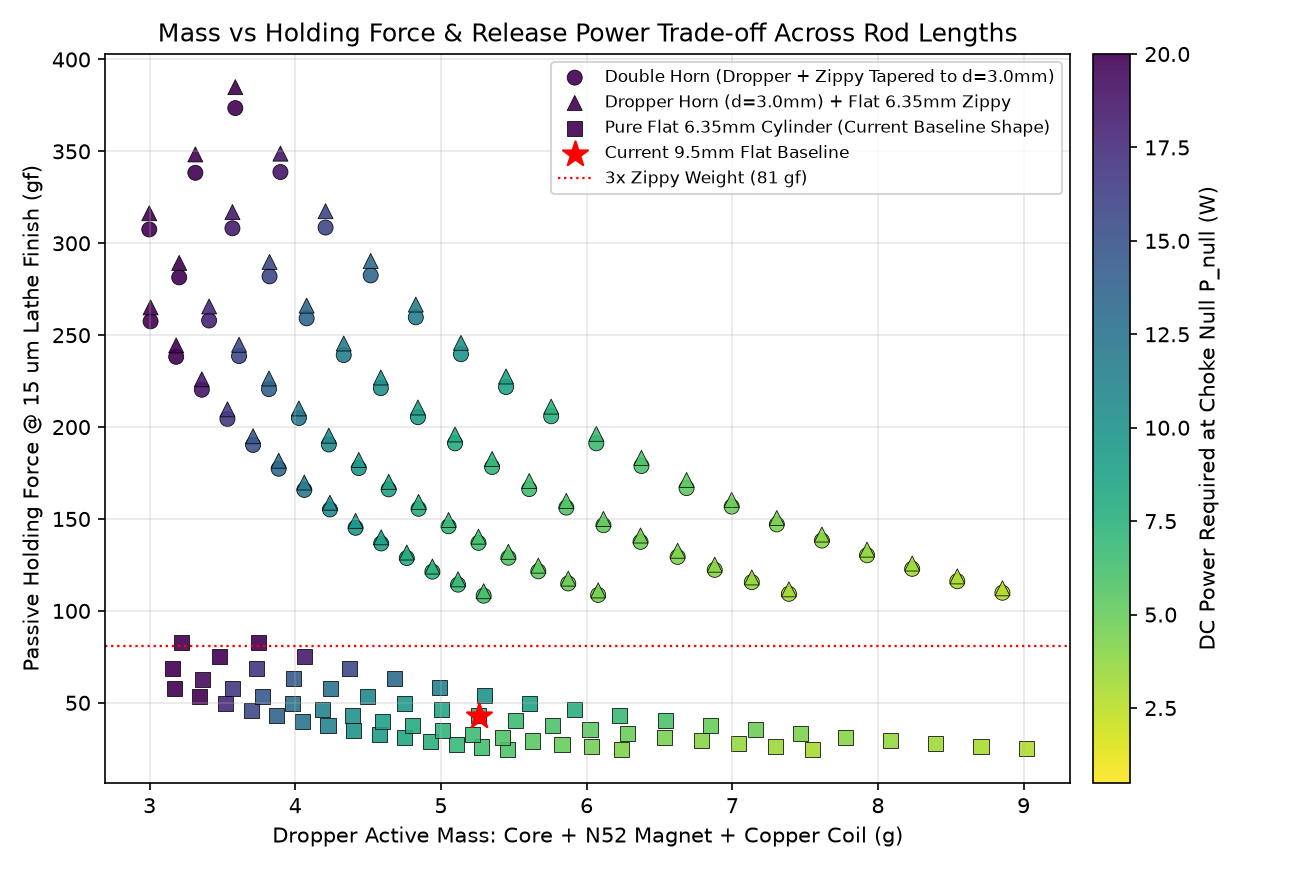 Mass vs Holding Force & Release Power Trade-off Across Rod Lengths
Double Horn (Dropper + Zippy Tapered to d=3.0mm)
Dropper Horn (d=3.0mm) + Flat 6.35mm Zippy
Pure Flat 6.35mm Cylinder (Current Baseline Shape)
Current 9.5mm Flat Baseline
3x Zippy Weight (81 gf)
Passive Holding Force @ 15 um Lathe Finish (gf)
400
350
300
250
200
150
100
50
3
4
5
6
7
8
9
Dropper Active Mass: Core + N52 Magnet + Copper Coil (g)
20.0
17.5
15.0
12.5
10.0
7.5
5.0
2.5
DC Power Required at Choke Null P_null (W)